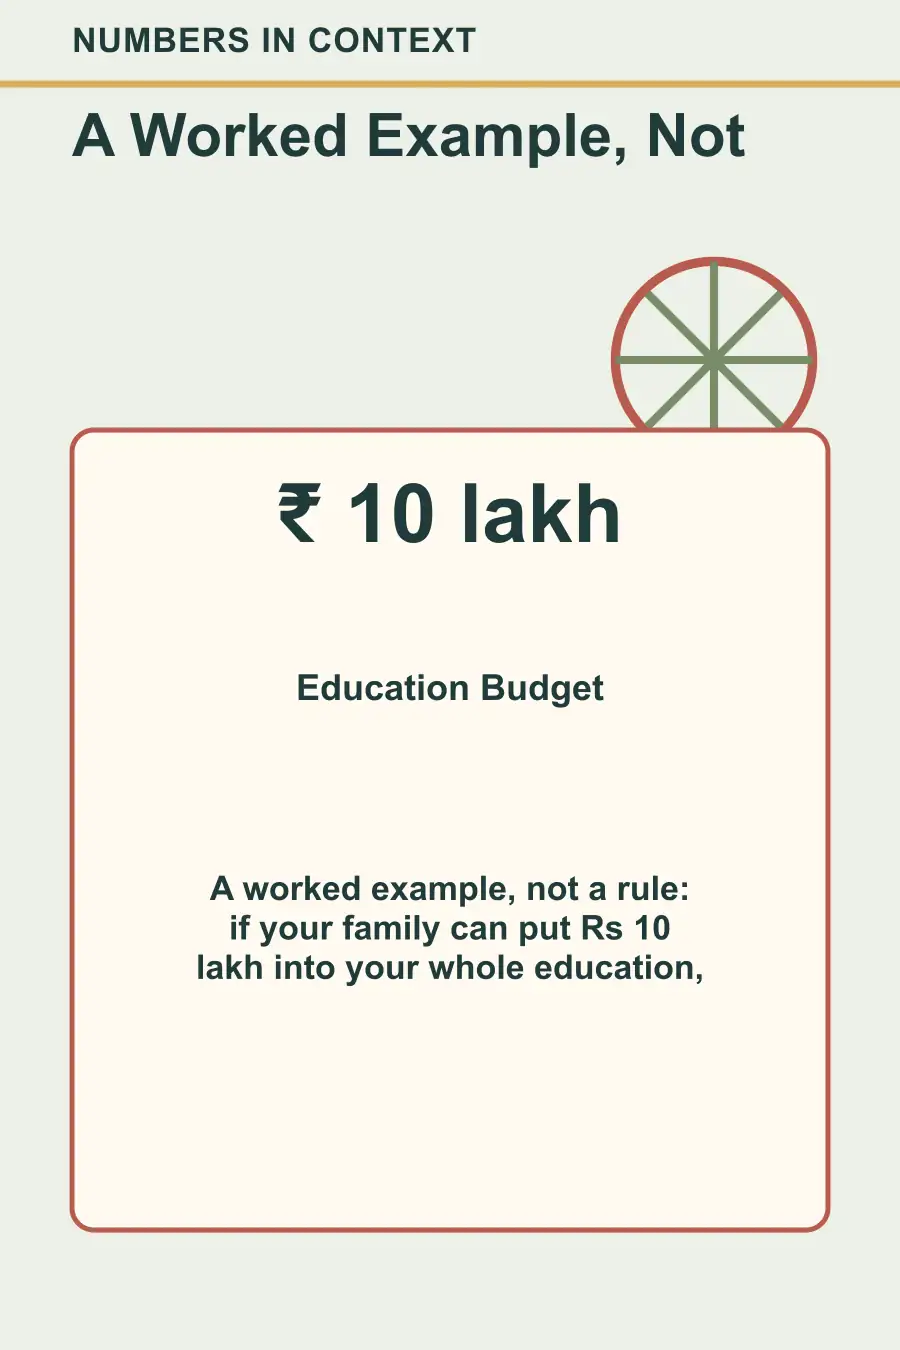 NUMBERS IN CONTEXT
A Worked Example, Not
₹ 10 lakh
Education Budget
A worked example, not a rule:
if your family can put Rs 10
lakh into your whole education,